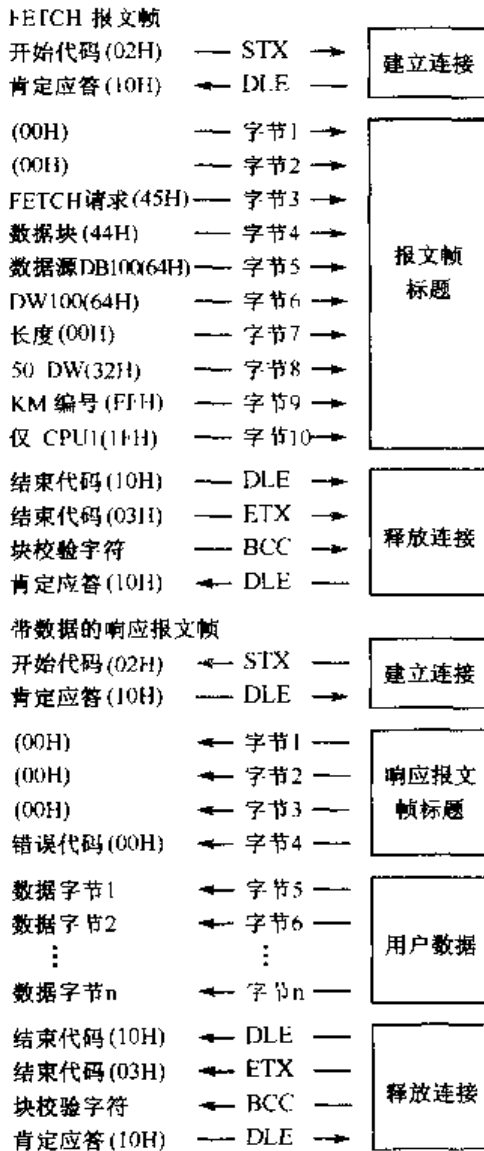 FETCH 报文帧
开始代码(02H) STX 建立连接
肯定应答(10H) DLE
(00H) 字节1
(00H) 字节2
FETCH请求(45H) 字节3
数据块(44H) 字节4
数据源DB100(64H) 字节5 报文帧
DW100(64H) 字节6 标题
长度(00H) 字节7
50 DW(32H) 字节8
KM 编号(FFH) 字节9
仅 CPU1(1FH) 字节10
结束代码(10H) DLE
结束代码(03H) ETX 释放连接
块校验字符 BCC
肯定应答(10H) DLE
带数据的响应报文帧
开始代码(02H) STX 建立连接
肯定应答(10H) DLE
(00H) 字节1
(00H) 字节2 响应报文
(00H) 字节3 帧标题
错误代码(00H) 字节4
数据字节1 字节5
数据字节2 字节6 用户数据
⋮ ⋮
数据字节n 字节n
结束代码(10H) DLE
结束代码(03H) ETX 释放连接
块校验字符 BCC
肯定应答(10H) DLE